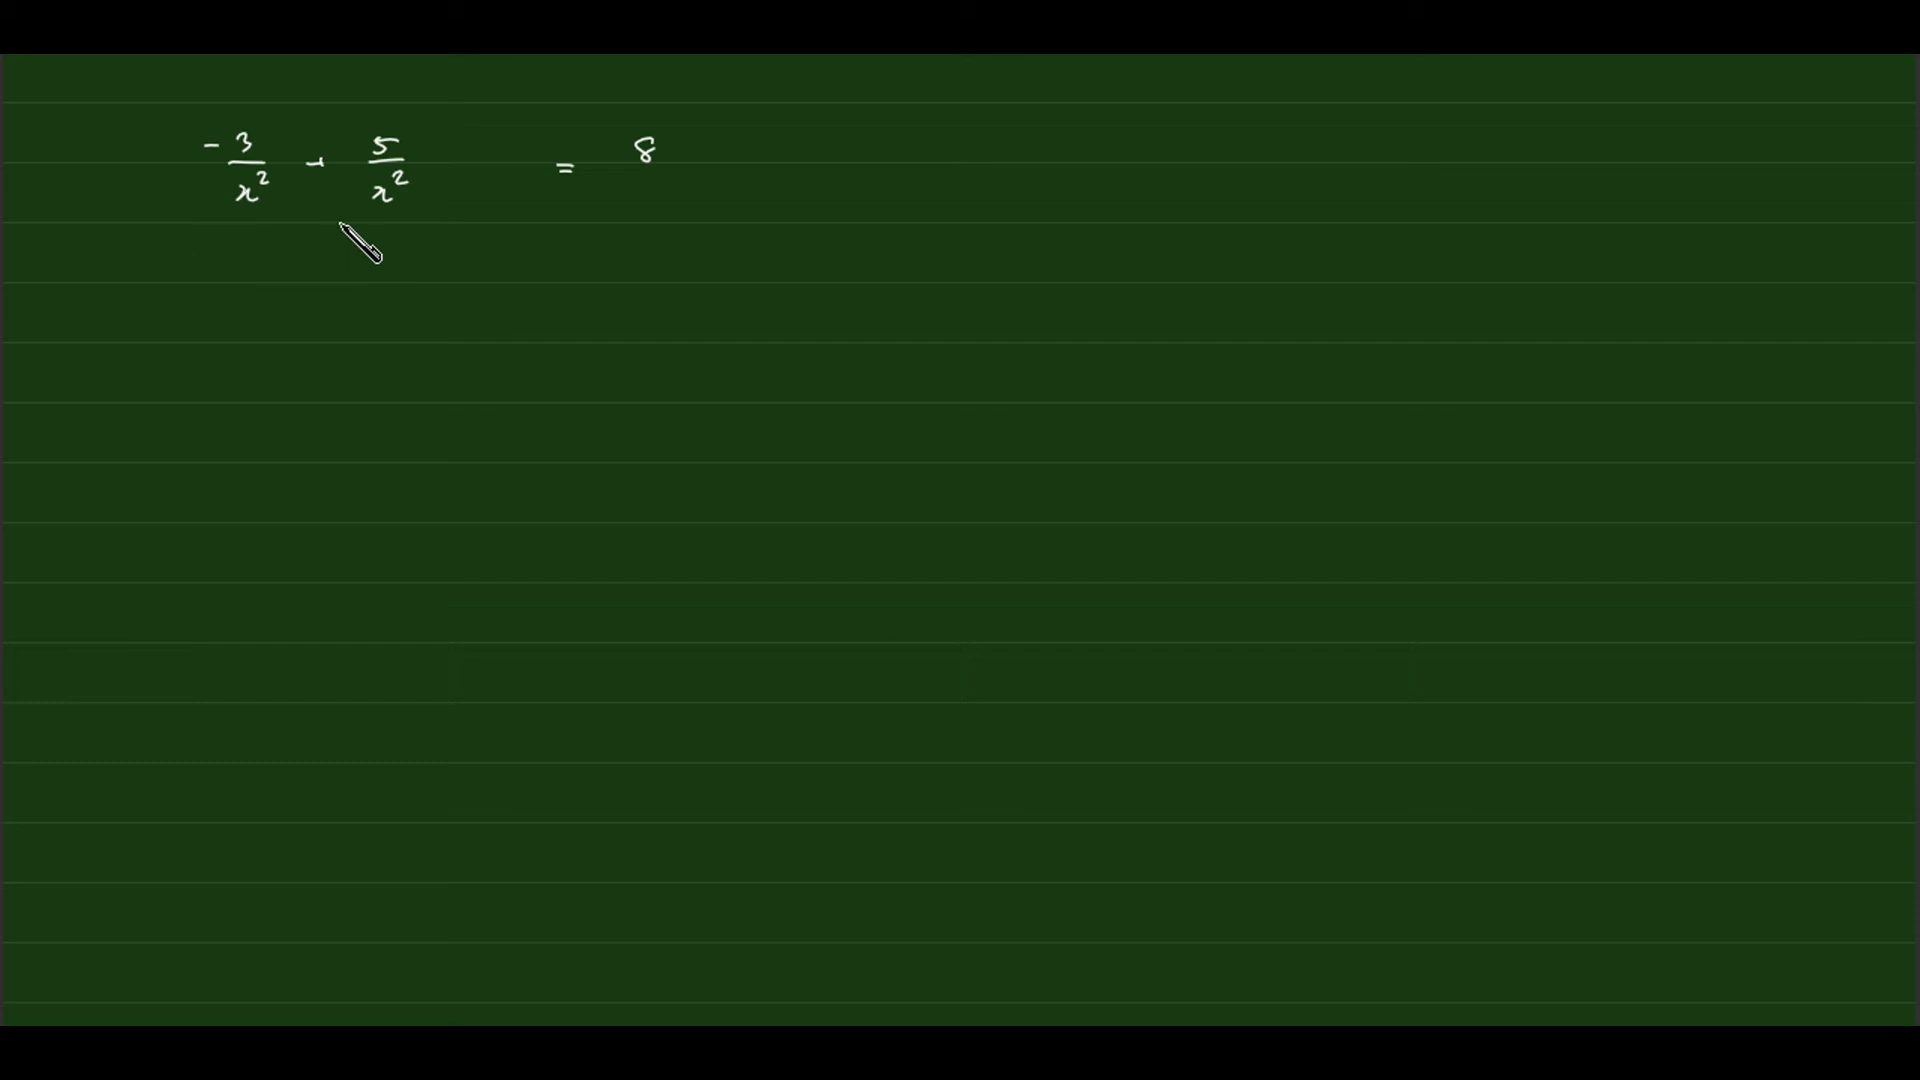 -3/x² + 5/x² = 8